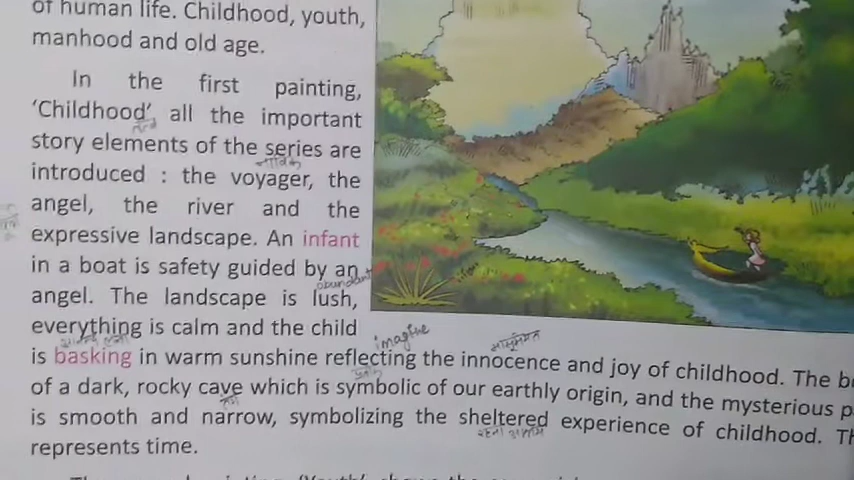 of human life. Childhood, youth,
manhood and old age.
In the first painting,
‘Childhood’, all the important
story elements of the series are
introduced : the voyager, the
angel, the river and the
expressive landscape. An infant
in a boat is safety guided by an
abundant
angel. The landscape is lush,
everything is calm and the child
imagine
is basking in warm sunshine reflecting the innocence and joy of childhood. The
of a dark, rocky cave which is symbolic of our earthly origin, and the mysterious
is smooth and narrow, symbolizing the sheltered experience of childhood.
represents time.